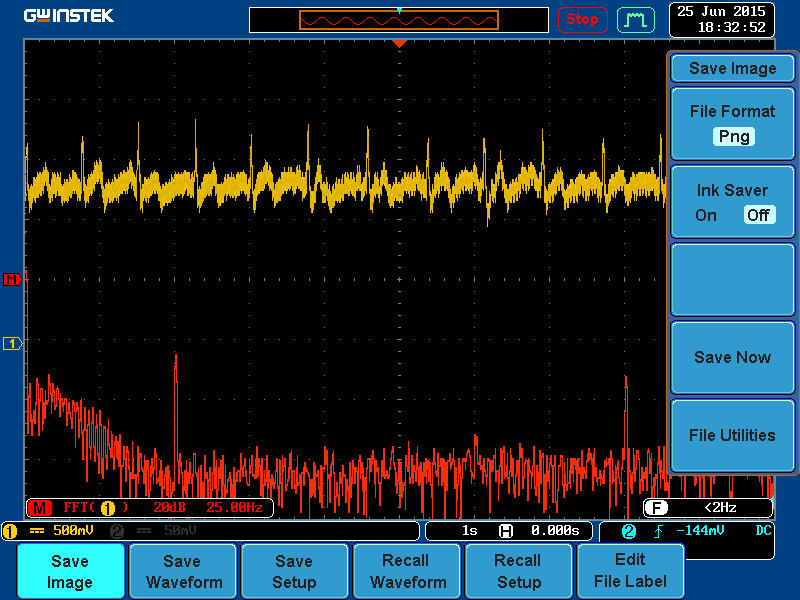 GWINSTEK
Stop
25 Jun 2015
18:32:52
Save Image
File Format
Png
Ink Saver
On Off
M
1
Save Now
File Utilities
M FFT( 1 ) 20dB 25.00Hz
F <2Hz
1 500mV 2 50mV
1s H 0.000s
2 -144mV DC
Save Image
Save Waveform
Save Setup
Recall Waveform
Recall Setup
Edit File Label